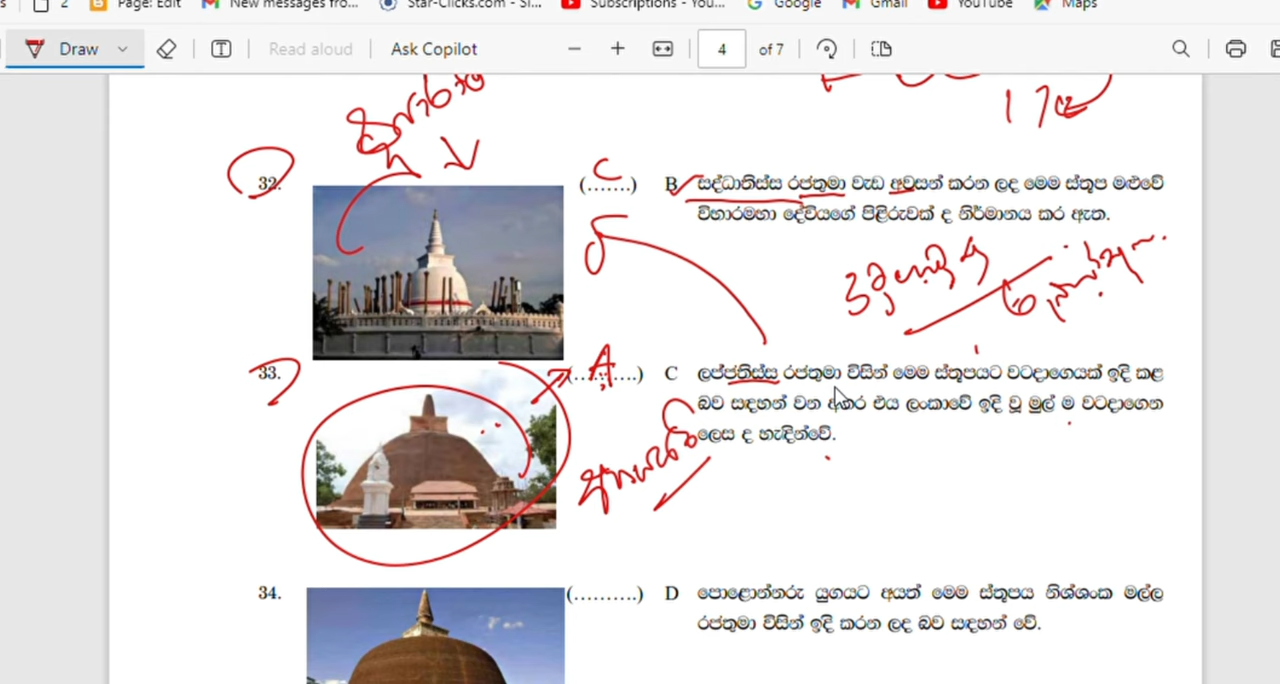 2 Page: Edit New messages fro... Star-Clicks.com - Si... Subscriptions - You... Google Gmail YouTube Maps
Draw Read aloud Ask Copilot 4 of 7
17
32. (.......) C B සද්ධාතිස්ස රජතුමා වැඩ අවසන් කරන ලද මෙම ස්තූප මළුවේ
විහාරමහා දේවියගේ පිළිරුවක් ද නිර්මානය කර ඇත.
33. (..........) A C ලජ්ජතිස්ස රජතුමා විසින් මෙම ස්තූපයට වටදාගෙයක් ඉදි කළ
බව සඳහන් වන අතර එය ලංකාවේ ඉදි වූ මුල් ම වටදාගෙන
ලෙස ද හැඳින්වේ.
34. (..........) D පොළොන්නරු යුගයට අයත් මෙම ස්තූපය නිශ්ශංක මල්ල
රජතුමා විසින් ඉදි කරන ලද බව සඳහන් වේ.